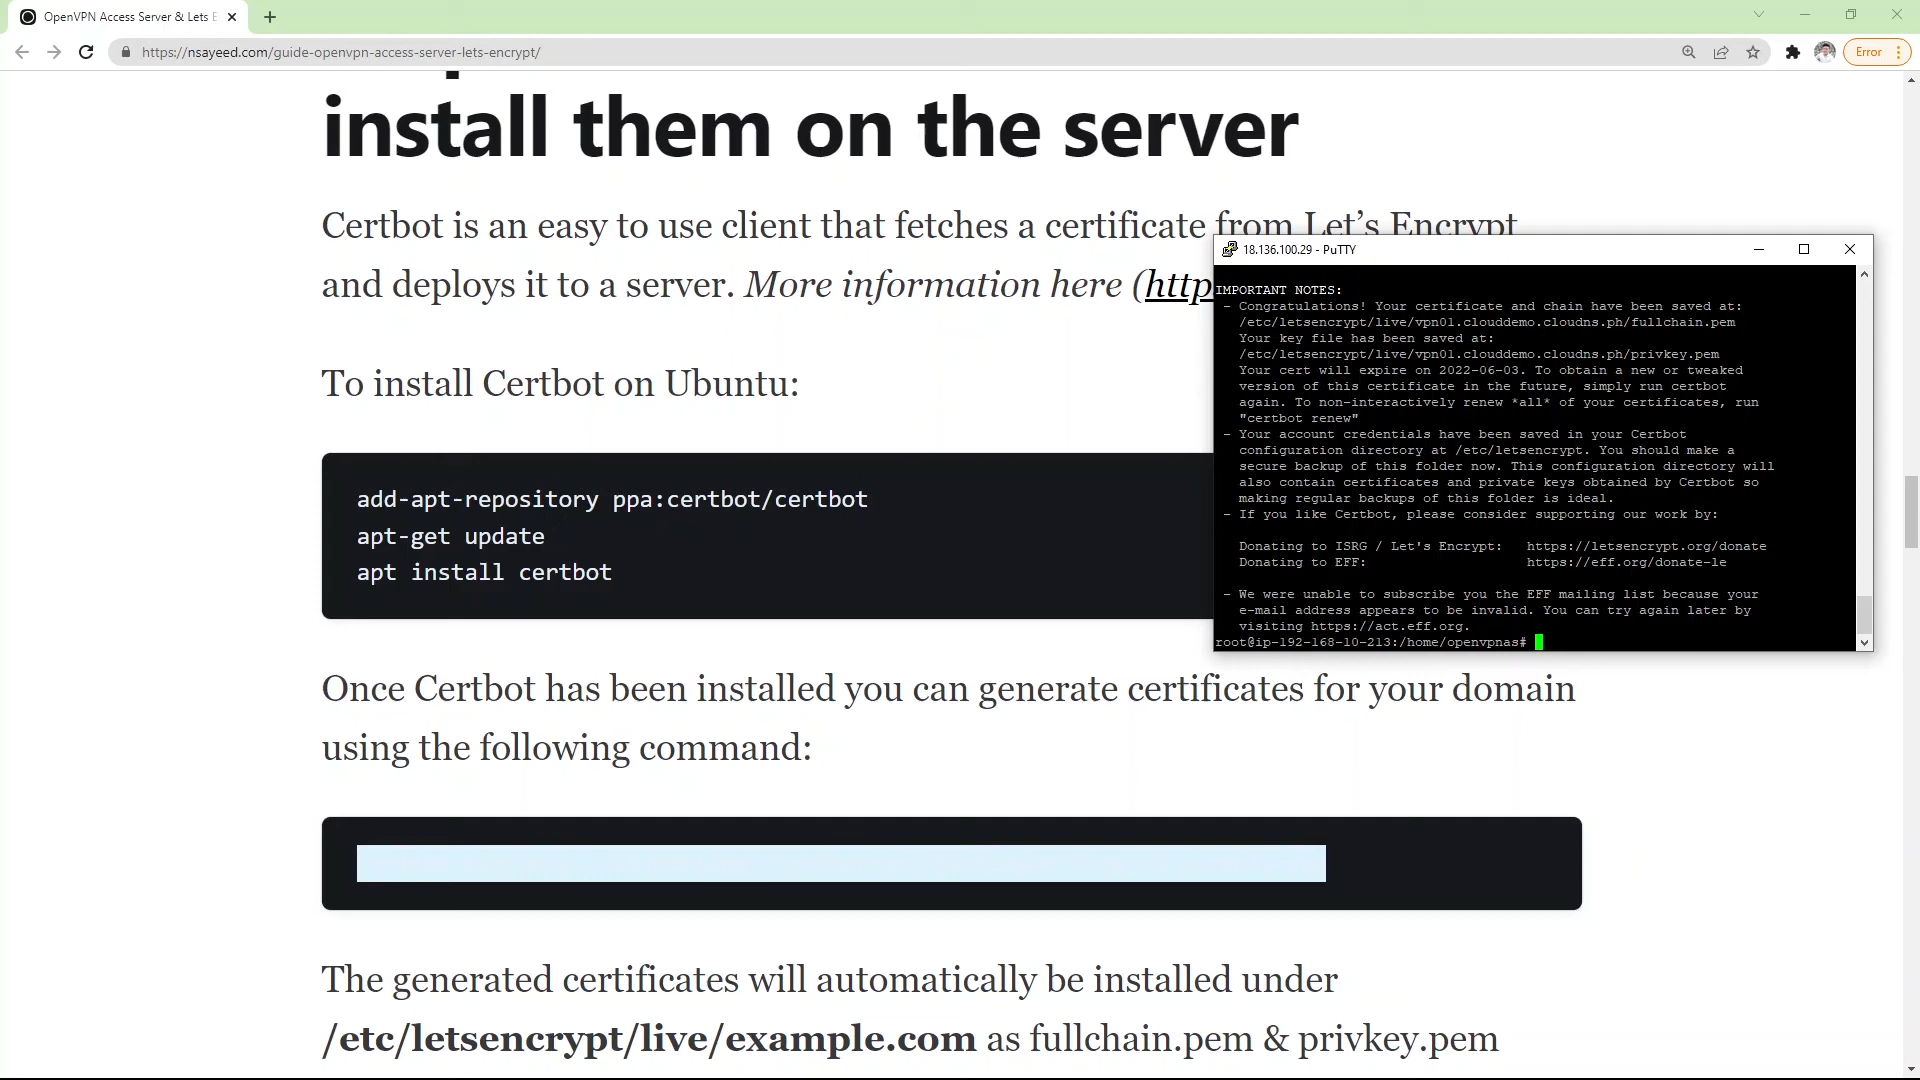 OpenVPN Access Server & Lets E
https://nsayeed.com/guide-openvpn-access-server-lets-encrypt/
Error
install them on the server
Certbot is an easy to use client that fetches a certificate from Let’s Encrypt
and deploys it to a server. More information here (http
To install Certbot on Ubuntu:
add-apt-repository ppa:certbot/certbot
apt-get update
apt install certbot
Once Certbot has been installed you can generate certificates for your domain
using the following command:
The generated certificates will automatically be installed under
/etc/letsencrypt/live/example.com as fullchain.pem & privkey.pem
18.136.100.29 - PuTTY
IMPORTANT NOTES:
- Congratulations! Your certificate and chain have been saved at:
/etc/letsencrypt/live/vpn01.clouddemo.cloudns.ph/fullchain.pem
Your key file has been saved at:
/etc/letsencrypt/live/vpn01.clouddemo.cloudns.ph/privkey.pem
Your cert will expire on 2022-06-03. To obtain a new or tweaked
version of this certificate in the future, simply run certbot
again. To non-interactively renew *all* of your certificates, run
"certbot renew"
- Your account credentials have been saved in your Certbot
configuration directory at /etc/letsencrypt. You should make a
secure backup of this folder now. This configuration directory will
also contain certificates and private keys obtained by Certbot so
making regular backups of this folder is ideal.
- If you like Certbot, please consider supporting our work by:
Donating to ISRG / Let's Encrypt: https://letsencrypt.org/donate
Donating to EFF: https://eff.org/donate-le
- We were unable to subscribe you the EFF mailing list because your
e-mail address appears to be invalid. You can try again later by
visiting https://act.eff.org.
root@ip-192-168-10-213:/home/openvpnas#